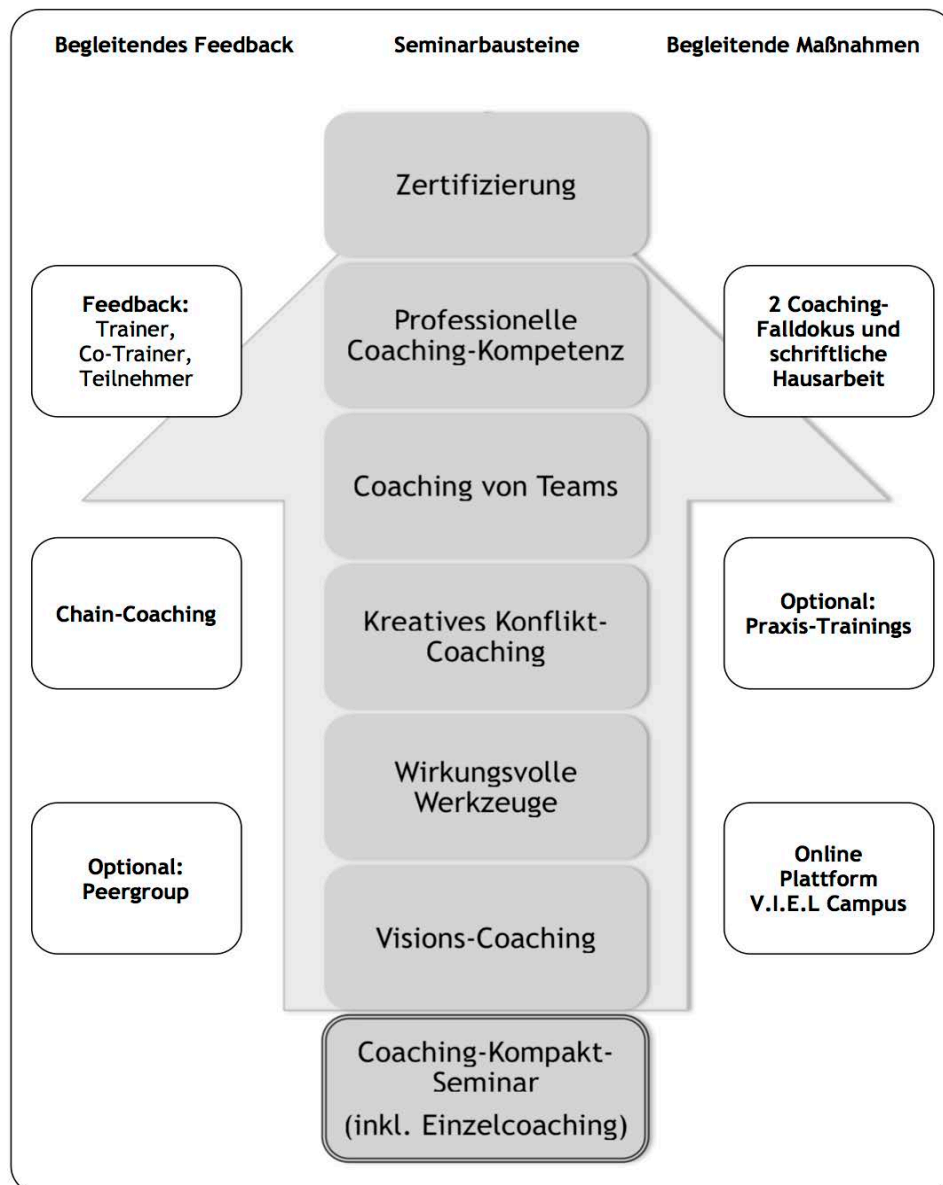 Begleitendes Feedback
Seminarbausteine
Begleitende Maßnahmen
Zertifizierung
Feedback:
Trainer,
Co-Trainer,
Teilnehmer
Professionelle
Coaching-Kompetenz
2 Coaching-
Falldokus und
schriftliche
Hausarbeit
Coaching von Teams
Chain-Coaching
Kreatives Konflikt-
Coaching
Optional:
Praxis-Trainings
Wirkungsvolle
Werkzeuge
Optional:
Peergroup
Visions-Coaching
Online
Plattform
V.I.E.L Campus
Coaching-Kompakt-
Seminar
(inkl. Einzelcoaching)